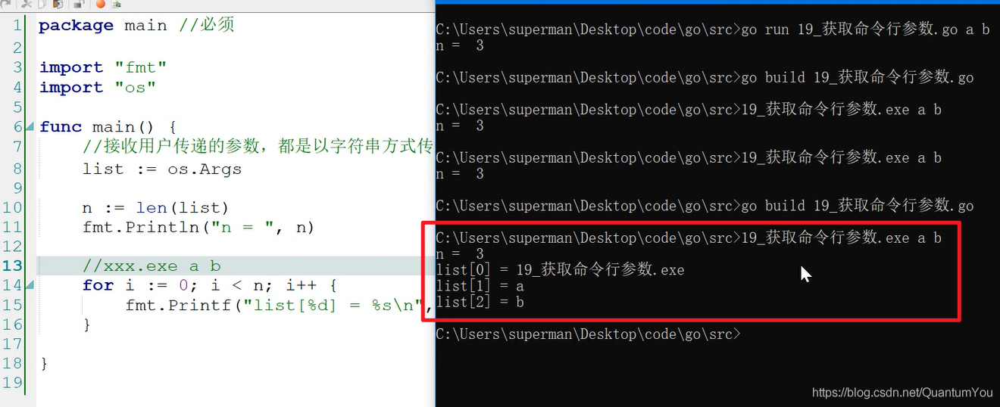 1 package main //必须
2
3 import "fmt"
4 import "os"
5
6 func main() {
7 //接收用户传递的参数，都是以字符串方式传
8 list := os.Args
9
10 n := len(list)
11 fmt.Println("n = ", n)
12
13 //xxx.exe a b
14 for i := 0; i < n; i++ {
15 fmt.Printf("list[%d] = %s\n",
16 }
17
18 }
19
C:\Users\superman\Desktop\code\go\src>go run 19_获取命令行参数.go a b
n =  3
C:\Users\superman\Desktop\code\go\src>go build 19_获取命令行参数.go
C:\Users\superman\Desktop\code\go\src>19_获取命令行参数.exe a b
n =  3
C:\Users\superman\Desktop\code\go\src>19_获取命令行参数.exe a b
n =  3
C:\Users\superman\Desktop\code\go\src>go build 19_获取命令行参数.go
C:\Users\superman\Desktop\code\go\src>19_获取命令行参数.exe a b
n =  3
list[0] = 19_获取命令行参数.exe
list[1] = a
list[2] = b
C:\Users\superman\Desktop\code\go\src>
https://blog.csdn.net/QuantumYou